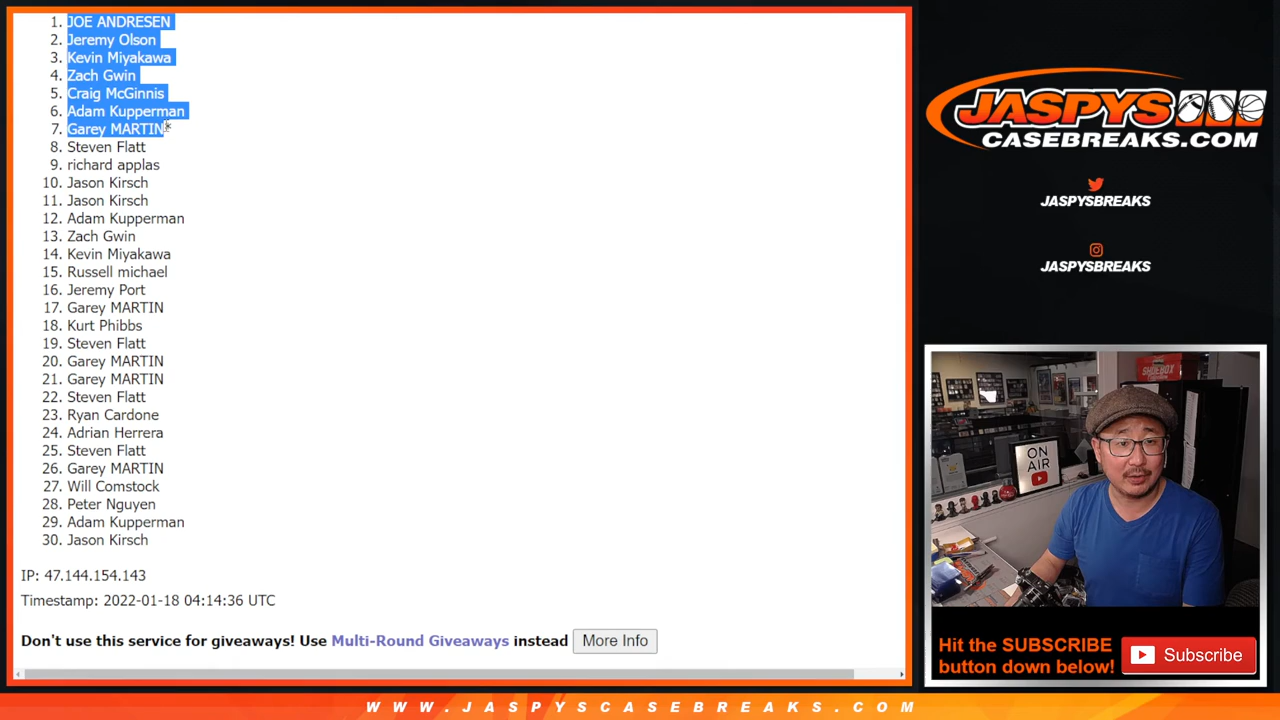 1. JOE ANDRESEN
2. Jeremy Olson
3. Kevin Miyakawa
4. Zach Gwin
5. Craig McGinnis
6. Adam Kupperman
7. Garey MARTIN
8. Steven Flatt
9. richard applas
10. Jason Kirsch
11. Jason Kirsch
12. Adam Kupperman
13. Zach Gwin
14. Kevin Miyakawa
15. Russell michael
16. Jeremy Port
17. Garey MARTIN
18. Kurt Phibbs
19. Steven Flatt
20. Garey MARTIN
21. Garey MARTIN
22. Steven Flatt
23. Ryan Cardone
24. Adrian Herrera
25. Steven Flatt
26. Garey MARTIN
27. Will Comstock
28. Peter Nguyen
29. Adam Kupperman
30. Jason Kirsch
IP: 47.144.154.143
Timestamp: 2022-01-18 04:14:36 UTC
Don't use this service for giveaways! Use Multi-Round Giveaways instead More Info
JASPYS
CASEBREAKS.COM
JASPYSBREAKS
JASPYSBREAKS
SHOEBOX
ON
AIR
Hit the SUBSCRIBE
button down below!
Subscribe
WWW.JASPYSCASEBREAKS.COM